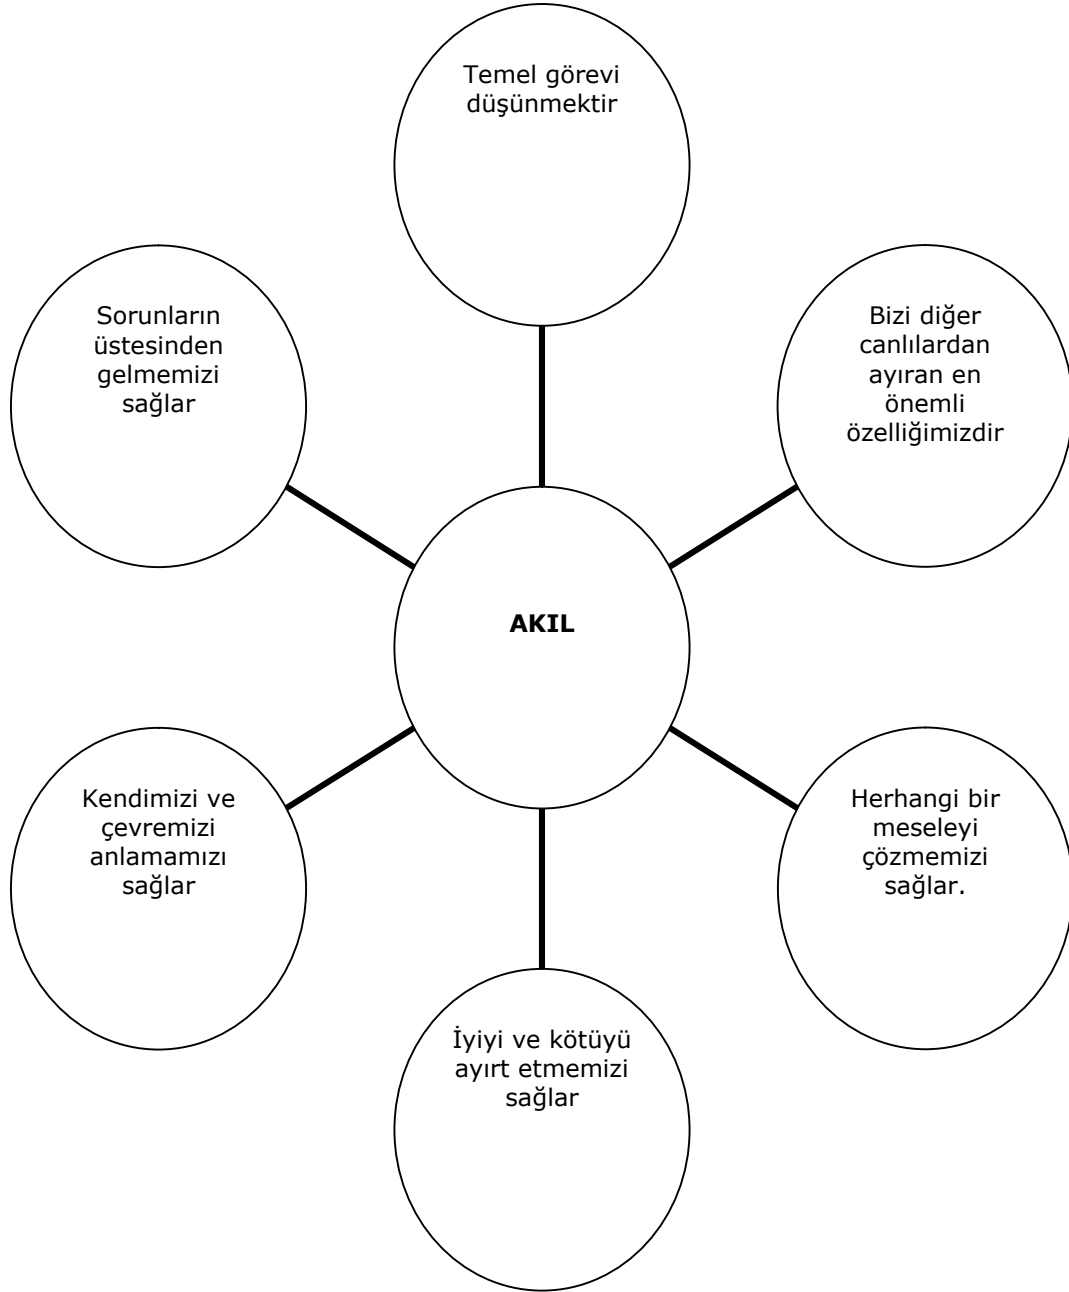 Temel görevi
düşünmektir
Sorunların
üstesinden
gelmemizi
sağlar
Bizi diğer
canlılardan
ayıran en
önemli
özelliğimizdir
AKIL
Kendimizi ve
çevremizi
anlamamızı
sağlar
Herhangi bir
meseleyi
çözmemizi
sağlar.
İyiyi ve kötüyü
ayırt etmemizi
sağlar